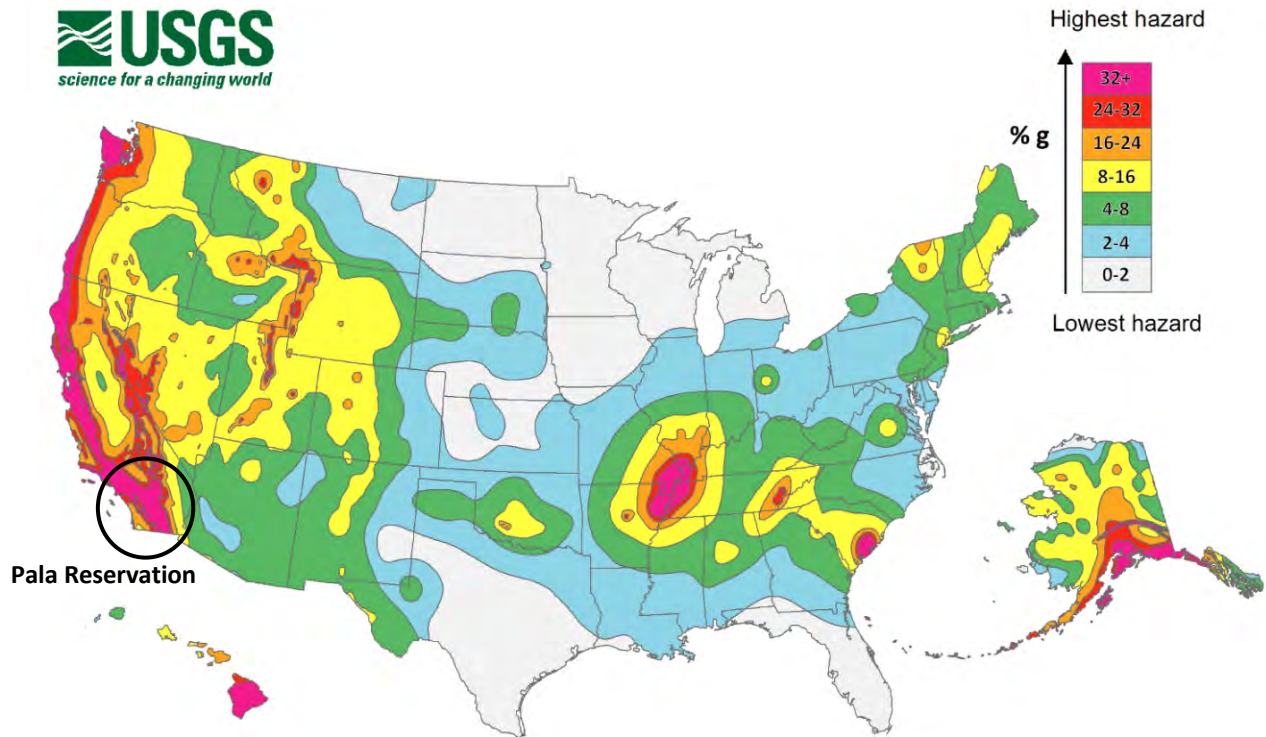 USGS
science for a changing world
Highest hazard
32+
24-32
% g
16-24
8-16
4-8
2-4
0-2
Lowest hazard
Pala Reservation